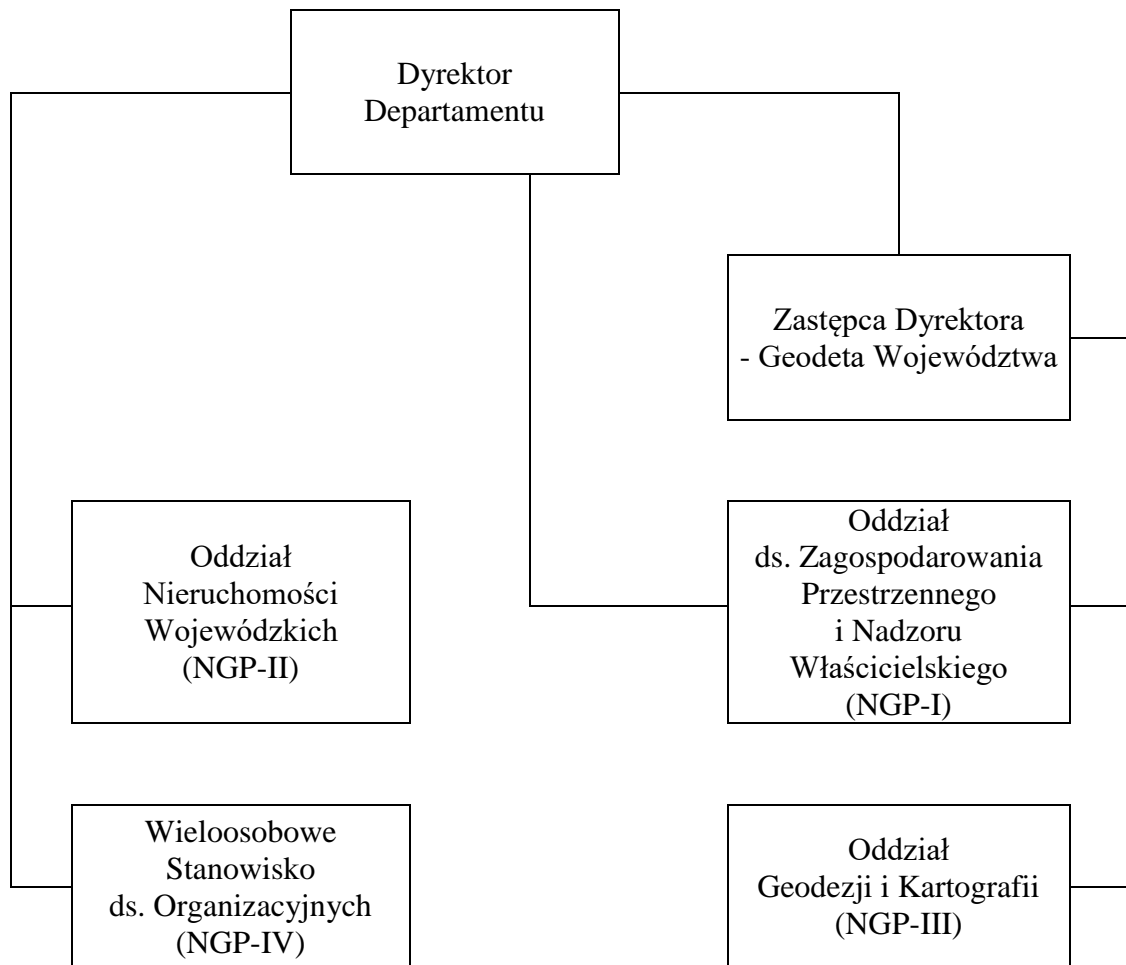 Dyrektor
Departamentu
Zastępca Dyrektora
- Geodeta Województwa
Oddział
Nieruchomości
Wojewódzkich
(NGP-II)
Oddział
ds. Zagospodarowania
Przestrzennego
i Nadzoru
Właścicielskiego
(NGP-I)
Wieloosobowe
Stanowisko
ds. Organizacyjnych
(NGP-IV)
Oddział
Geodezji i Kartografii
(NGP-III)